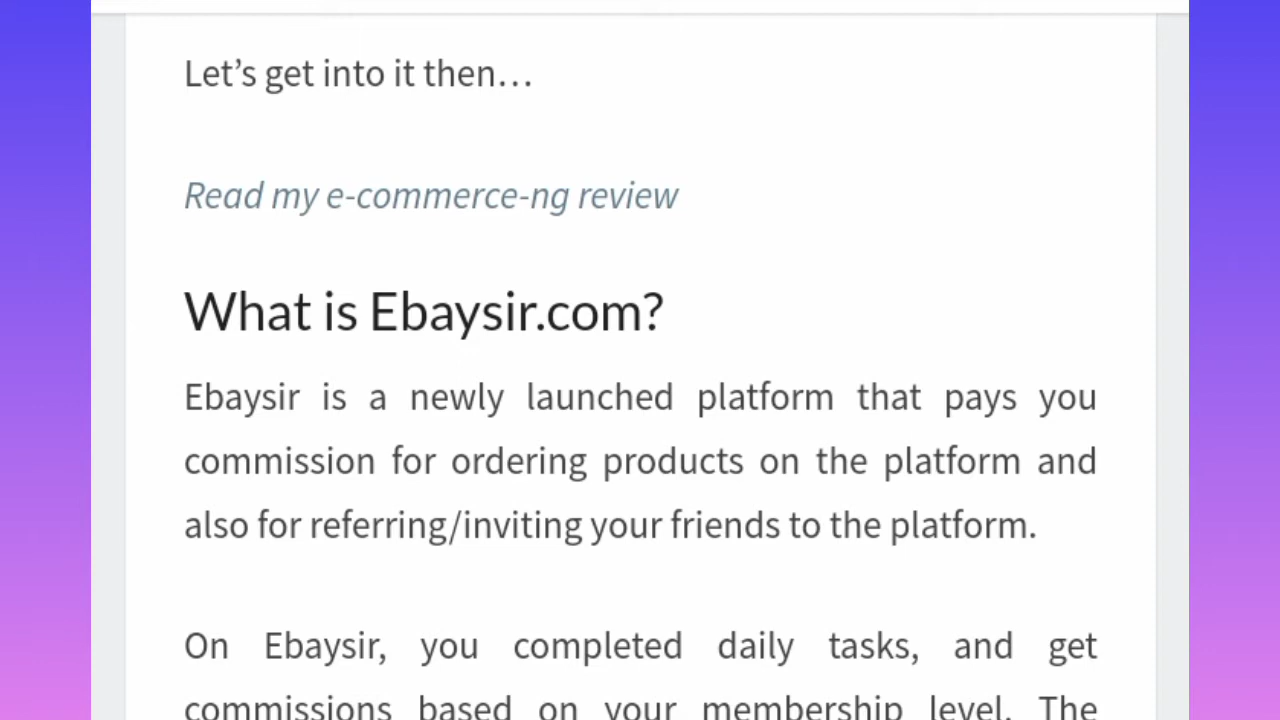 Let’s get into it then…
Read my e-commerce-ng review
What is Ebaysir.com?
Ebaysir is a newly launched platform that pays you
commission for ordering products on the platform and
also for referring/inviting your friends to the platform.
On Ebaysir, you completed daily tasks, and get
commissions based on your membership level. The